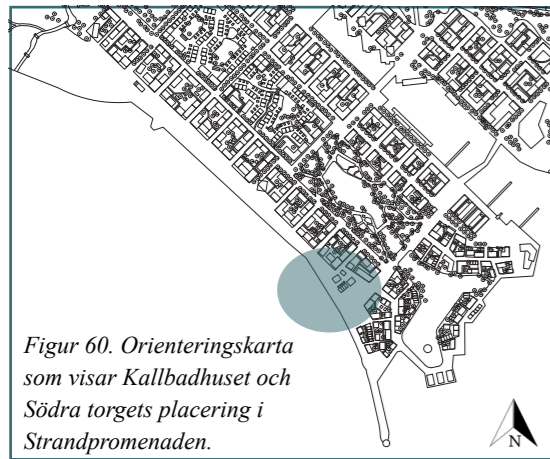 Figur 60. Orienteringskarta
som visar Kallbadhuset och
Södra torgets placering i
Strandpromenaden.
N